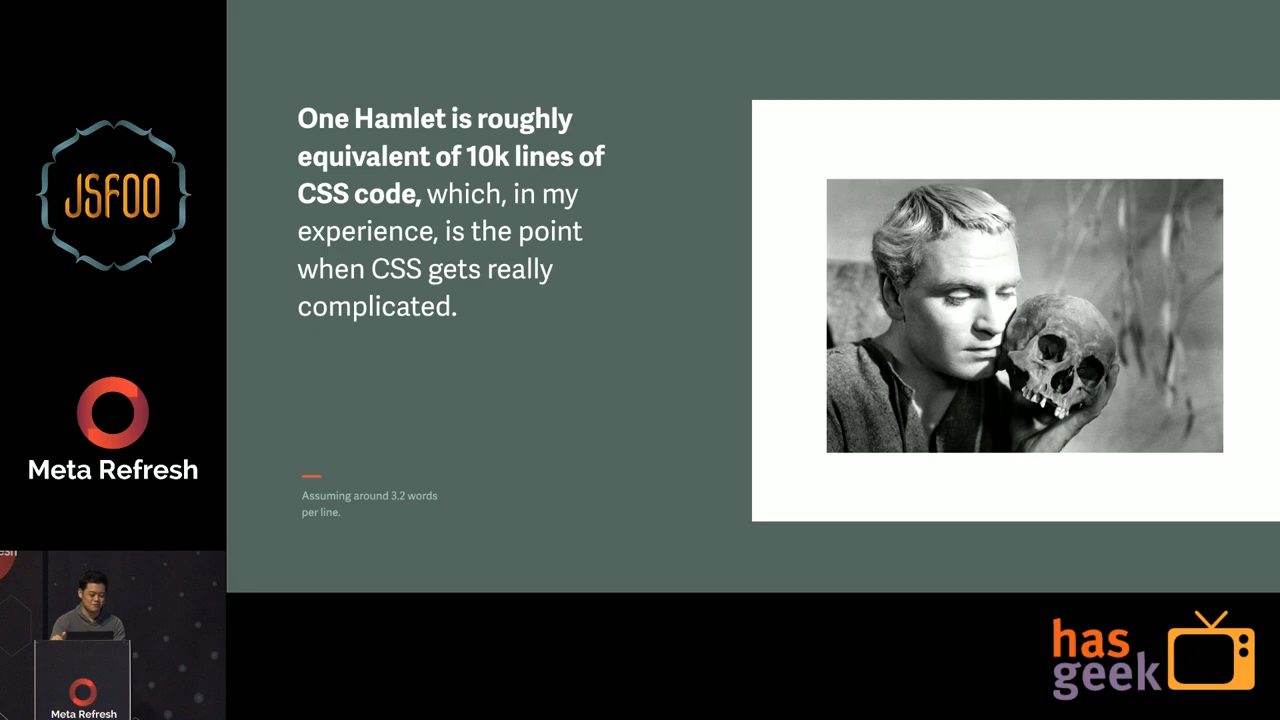 JSFOO
Meta Refresh
One Hamlet is roughly
equivalent of 10k lines of
CSS code, which, in my
experience, is the point
when CSS gets really
complicated.
Assuming around 3.2 words
per line.
esh
Meta Refresh
has
geek